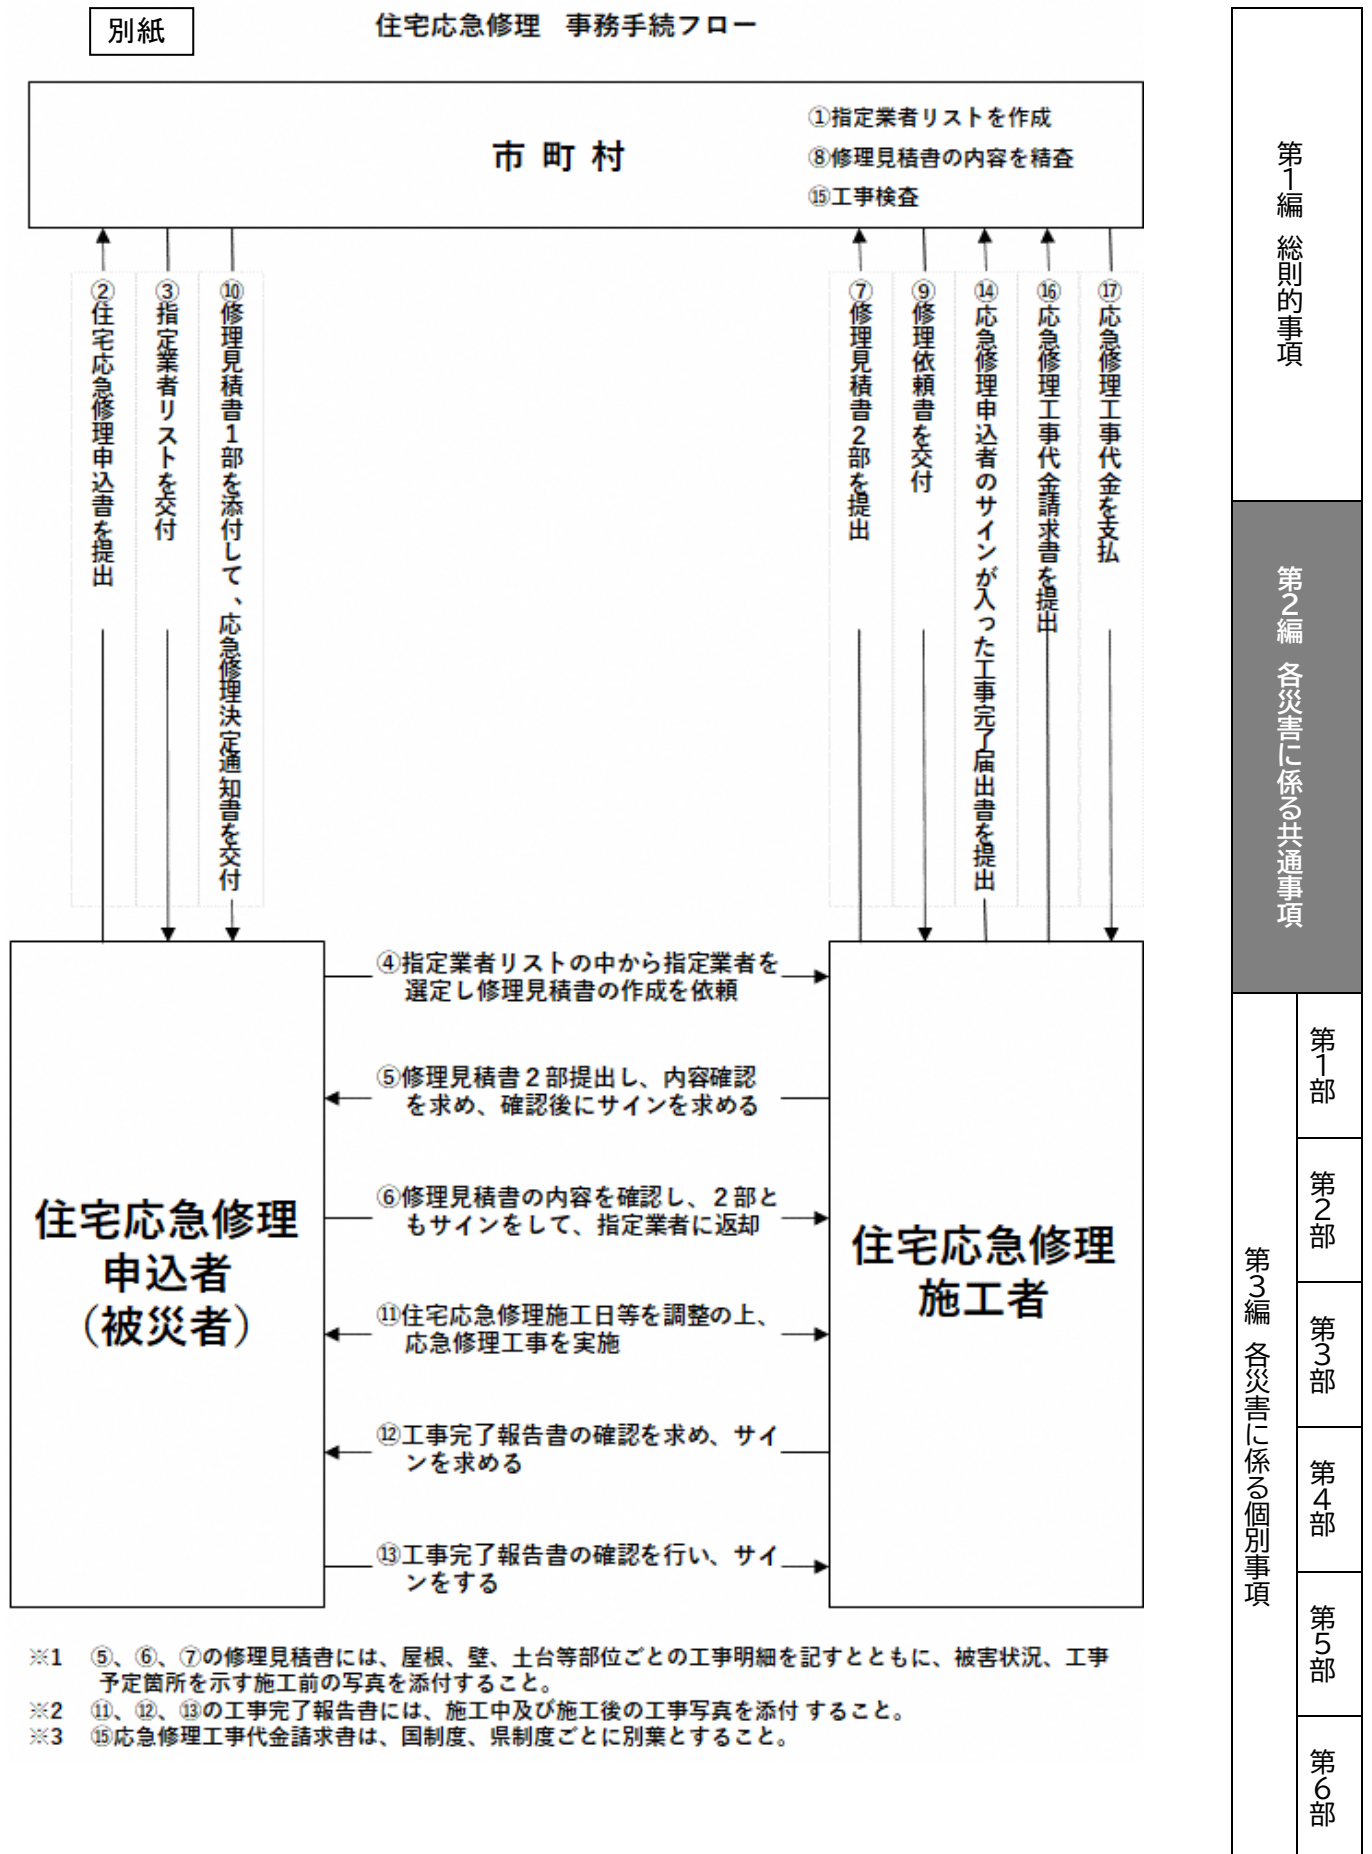 別紙
住宅応急修理　事務手続フロー
市 町 村
①指定業者リストを作成
⑧修理見積書の内容を精査
⑮工事検査
②住宅応急修理申込書を提出
③指定業者リストを交付
⑩修理見積書1部を添付して、応急修理決定通知書を交付
⑦修理見積書2部を提出
⑨修理依頼書を交付
⑭応急修理申込者のサインが入った工事完了届出書を提出
⑯応急修理工事代金請求書を提出
⑰応急修理工事代金を支払
④指定業者リストの中から指定業者を
選定し修理見積書の作成を依頼
⑤修理見積書２部提出し、内容確認
を求め、確認後にサインを求める
⑥修理見積書の内容を確認し、２部と
もサインをして、指定業者に返却
⑪住宅応急修理施工日等を調整の上、
応急修理工事を実施
⑫工事完了報告書の確認を求め、サイ
ンを求める
⑬工事完了報告書の確認を行い、サイ
ンをする
住宅応急修理
申込者
（被災者）
住宅応急修理
施工者
※1　⑤、⑥、⑦の修理見積書には、屋根、壁、土台等部位ごとの工事明細を記すとともに、被害状況、工事
予定箇所を示す施工前の写真を添付すること。
※2　⑪、⑫、⑬の工事完了報告書には、施工中及び施工後の工事写真を添付 すること。
※3　⑮応急修理工事代金請求書は、国制度、県制度ごとに別葉とすること。
第1編　総則的事項
第2編　各災害に係る共通事項
第3編　各災害に係る個別事項
第1部
第2部
第3部
第4部
第5部
第6部